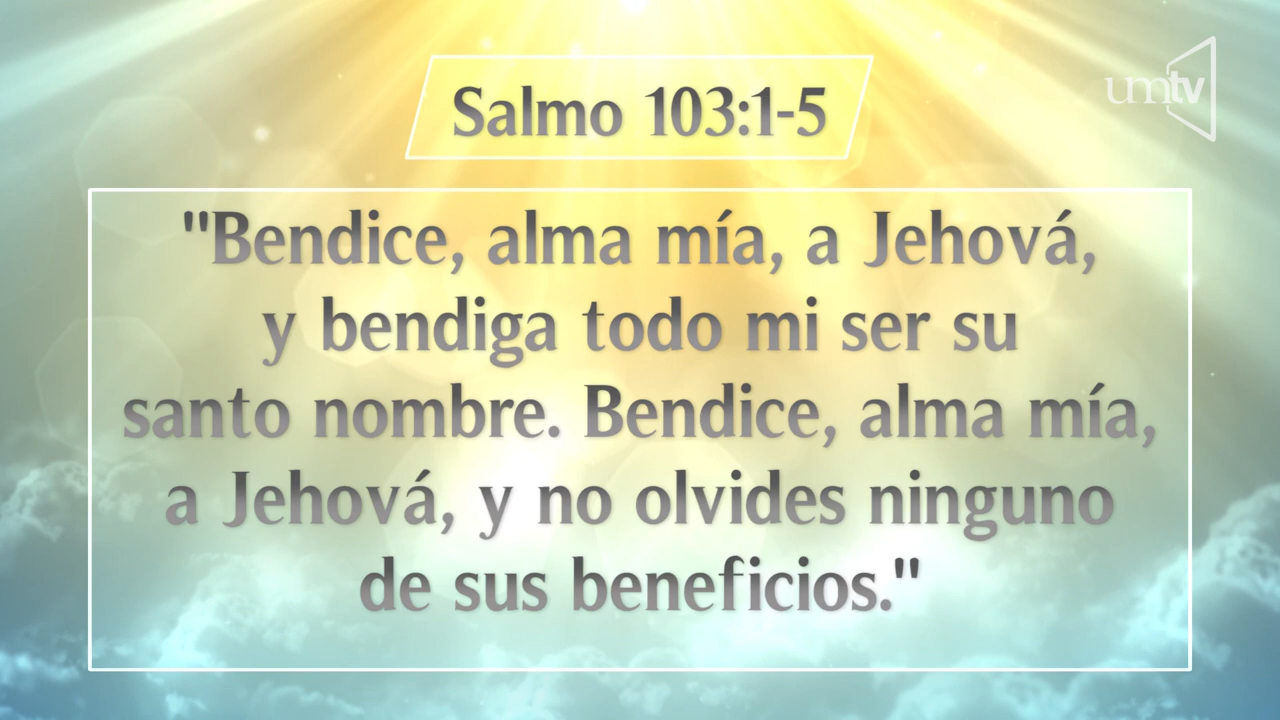 umtv
Salmo 103:1-5
"Bendice, alma mía, a Jehová,
y bendiga todo mi ser su
santo nombre. Bendice, alma mía,
a Jehová, y no olvides ninguno
de sus beneficios."